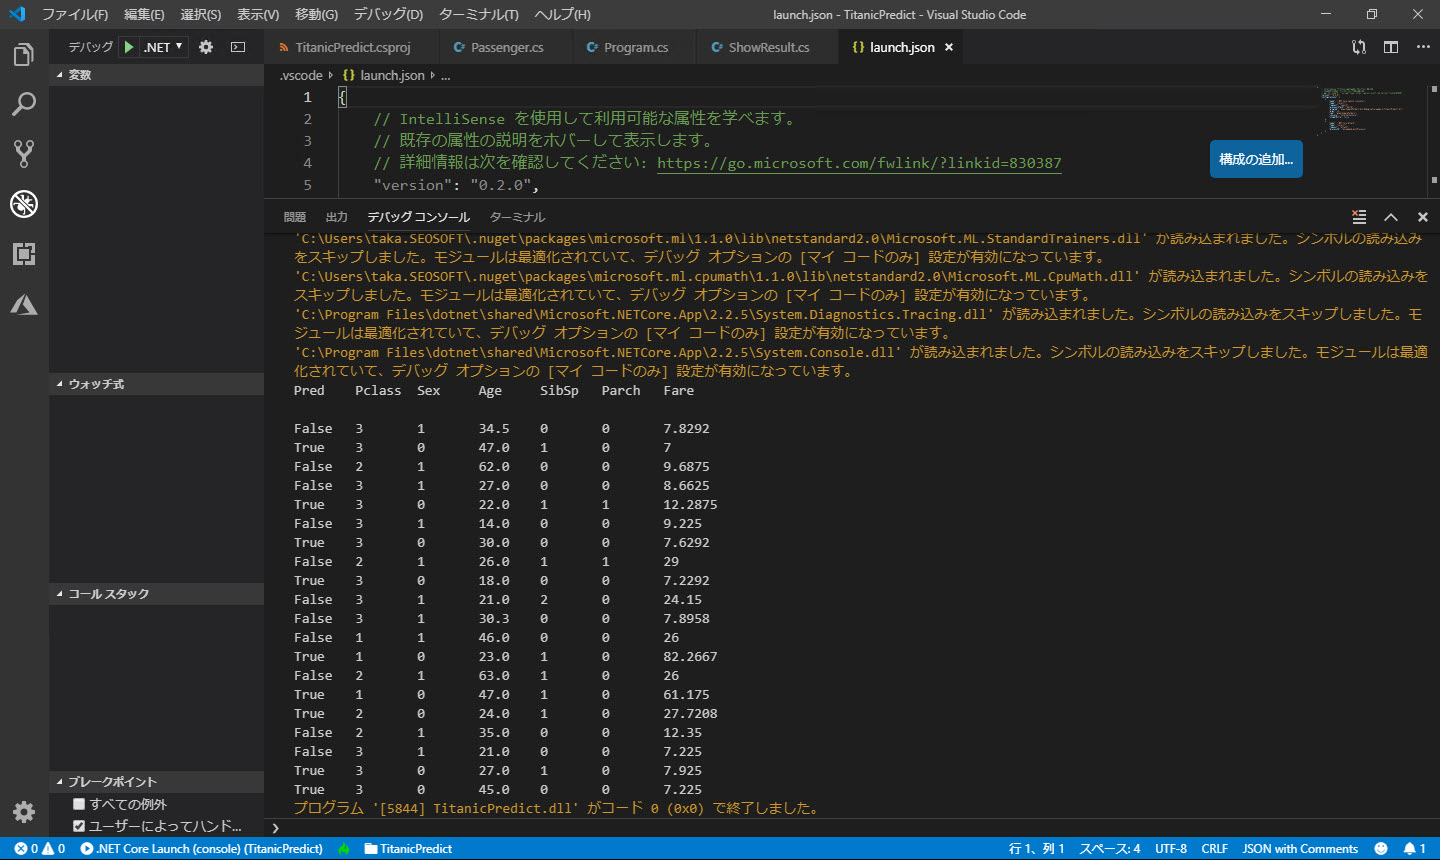 ファイル(F) 編集(E) 選択(S) 表示(V) 移動(G) デバッグ(D) ターミナル(T) ヘルプ(H) launch.json - TitanicPredict - Visual Studio Code
デバッグ .NET TitanicPredict.csproj Passenger.cs Program.cs ShowResult.cs {} launch.json
変数
ウォッチ式
コール スタック
ブレークポイント
すべての例外
ユーザーによってハンド...
.vscode {} launch.json ...
1 {
2 // IntelliSense を使用して利用可能な属性を学べます。
3 // 既存の属性の説明をホバーして表示します。
4 // 詳細情報は次を確認してください: https://go.microsoft.com/fwlink/?linkid=830387
5 "version": "0.2.0",
構成の追加...
問題 出力 デバッグ コンソール ターミナル
'C:\Users\taka.SEOSOFT\.nuget\packages\microsoft.ml\1.1.0\lib\netstandard2.0\Microsoft.ML.StandardTrainers.dll' が読み込まれました。シンボルの読み込み
をスキップしました。モジュールは最適化されていて、デバッグ オプションの [マイ コードのみ] 設定が有効になっています。
'C:\Users\taka.SEOSOFT\.nuget\packages\microsoft.ml.cpumath\1.1.0\lib\netstandard2.0\Microsoft.ML.CpuMath.dll' が読み込まれました。シンボルの読み込みを
スキップしました。モジュールは最適化されていて、デバッグ オプションの [マイ コードのみ] 設定が有効になっています。
'C:\Program Files\dotnet\shared\Microsoft.NETCore.App\2.2.5\System.Diagnostics.Tracing.dll' が読み込まれました。シンボルの読み込みをスキップしました。モ
ジュールは最適化されていて、デバッグ オプションの [マイ コードのみ] 設定が有効になっています。
'C:\Program Files\dotnet\shared\Microsoft.NETCore.App\2.2.5\System.Console.dll' が読み込まれました。シンボルの読み込みをスキップしました。モジュールは最適
化されていて、デバッグ オプションの [マイ コードのみ] 設定が有効になっています。
Pred Pclass Sex Age SibSp Parch Fare
False 3 1 34.5 0 0 7.8292
True 3 0 47.0 1 0 7
False 2 1 62.0 0 0 9.6875
False 3 1 27.0 0 0 8.6625
True 3 0 22.0 1 1 12.2875
False 3 1 14.0 0 0 9.225
True 3 0 30.0 0 0 7.6292
False 2 1 26.0 1 1 29
True 3 0 18.0 0 0 7.2292
False 3 1 21.0 2 0 24.15
False 3 1 30.3 0 0 7.8958
False 1 1 46.0 0 0 26
True 1 0 23.0 1 0 82.2667
False 2 1 63.0 1 0 26
True 1 0 47.0 1 0 61.175
True 2 0 24.0 1 0 27.7208
False 2 1 35.0 0 0 12.35
False 3 1 21.0 0 0 7.225
True 3 0 27.0 1 0 7.925
True 3 0 45.0 0 0 7.225
プログラム '[5844] TitanicPredict.dll' がコード 0 (0x0) で終了しました。
0 0 .NET Core Launch (console) (TitanicPredict) TitanicPredict 行 1、列 1 スペース: 4 UTF-8 CRLF JSON with Comments 1